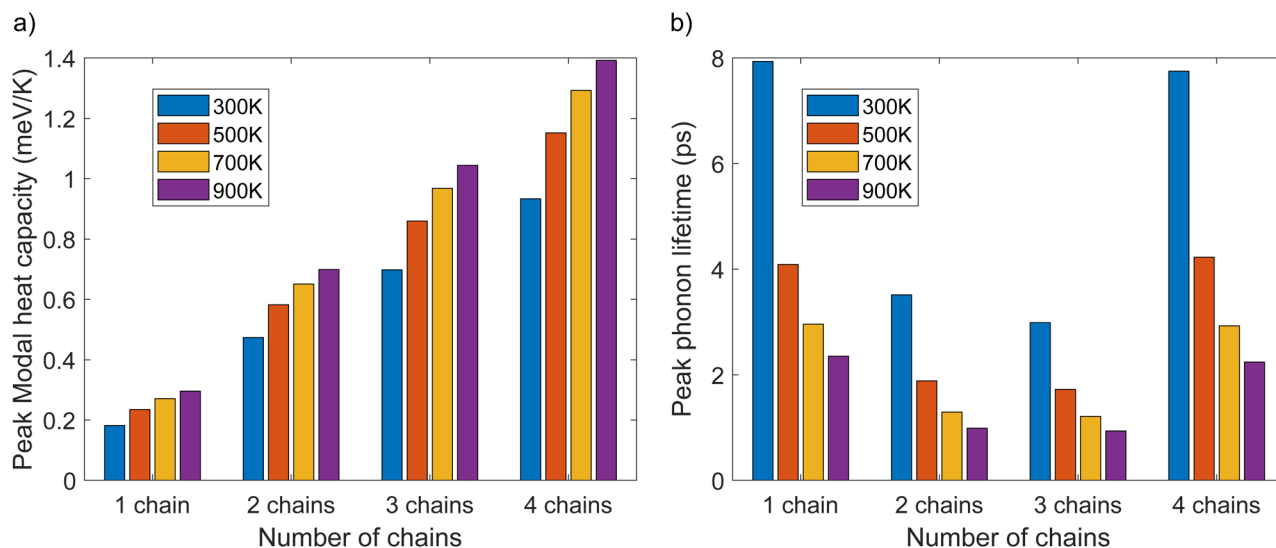 a)
Peak Modal heat capacity (meV/K)
1.4
1.2
1
0.8
0.6
0.4
0.2
0
300K
500K
700K
900K
1 chain
2 chains
3 chains
4 chains
Number of chains
b)
Peak phonon lifetime (ps)
8
6
4
2
0
300K
500K
700K
900K
1 chain
2 chains
3 chains
4 chains
Number of chains